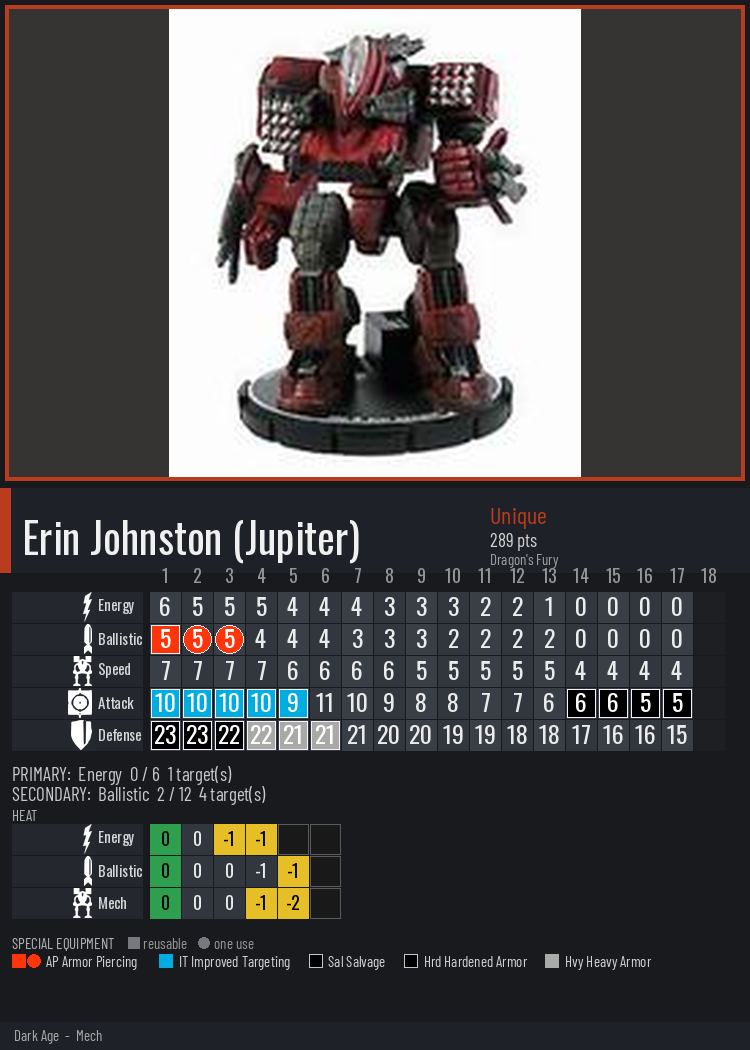 Erin Johnston (Jupiter)
Unique
289 pts
Dragon's Fury
1 2 3 4 5 6 7 8 9 10 11 12 13 14 15 16 17 18
Energy 6 5 5 5 4 4 4 3 3 3 2 2 1 0 0 0 0
Ballistic 5 5 5 4 4 4 3 3 3 2 2 2 2 0 0 0 0
Speed 7 7 7 7 6 6 6 6 5 5 5 5 5 4 4 4 4
Attack 10 10 10 10 9 11 10 9 8 8 7 7 6 6 6 5 5
Defense 23 23 22 22 21 21 21 20 20 19 19 18 18 17 16 16 15
PRIMARY: Energy 0 / 6 1 target(s)
SECONDARY: Ballistic 2 / 12 4 target(s)
HEAT
Energy 0 0 -1 -1
Ballistic 0 0 0 -1 -1
Mech 0 0 0 -1 -2
SPECIAL EQUIPMENT reusable one use
AP Armor Piercing IT Improved Targeting Sal Salvage Hrd Hardened Armor Hvy Heavy Armor
Dark Age - Mech